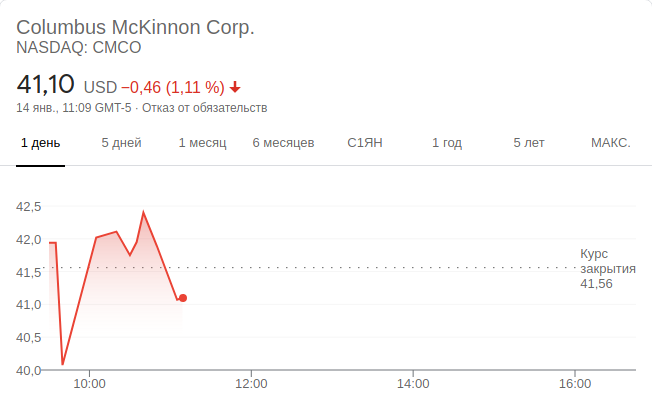 Columbus McKinnon Corp.
NASDAQ: CMCO
41,10 USD −0,46 (1,11 %)
14 янв., 11:09 GMT-5 · Отказ от обязательств
1 день 5 дней 1 месяц 6 месяцев С1ЯН 1 год 5 лет МАКС.
42,5
42,0
41,5
41,0
40,5
40,0
Курс
закрытия
41,56
10:00 12:00 14:00 16:00